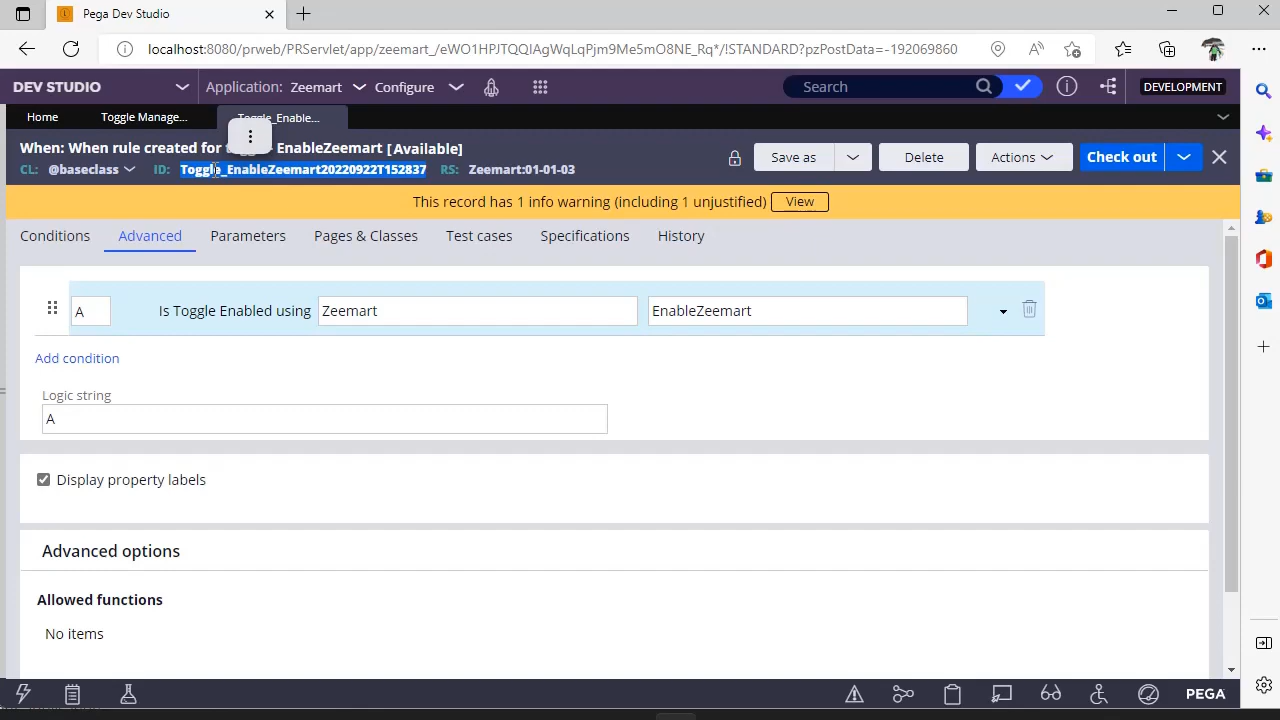 Pega Dev Studio
localhost:8080/prweb/PRServlet/app/zeemart_/eWO1HPJTQQIAgWqLqPjm9Me5mO8NE_Rq*/!STANDARD?pzPostData=-192069860
DEV STUDIO
Application: Zeemart
Configure
Search
DEVELOPMENT
Home
Toggle Manage...
Toggle_Enable...
When: When rule created for toggle - EnableZeemart [Available]
CL: @baseclass ID: Toggle_EnableZeemart20220922T152837 RS: Zeemart:01-01-03
Save as
Delete
Actions
Check out
This record has 1 info warning (including 1 unjustified) View
Conditions
Advanced
Parameters
Pages & Classes
Test cases
Specifications
History
A Is Toggle Enabled using Zeemart EnableZeemart
Add condition
Logic string
A
Display property labels
Advanced options
Allowed functions
No items
PEGA